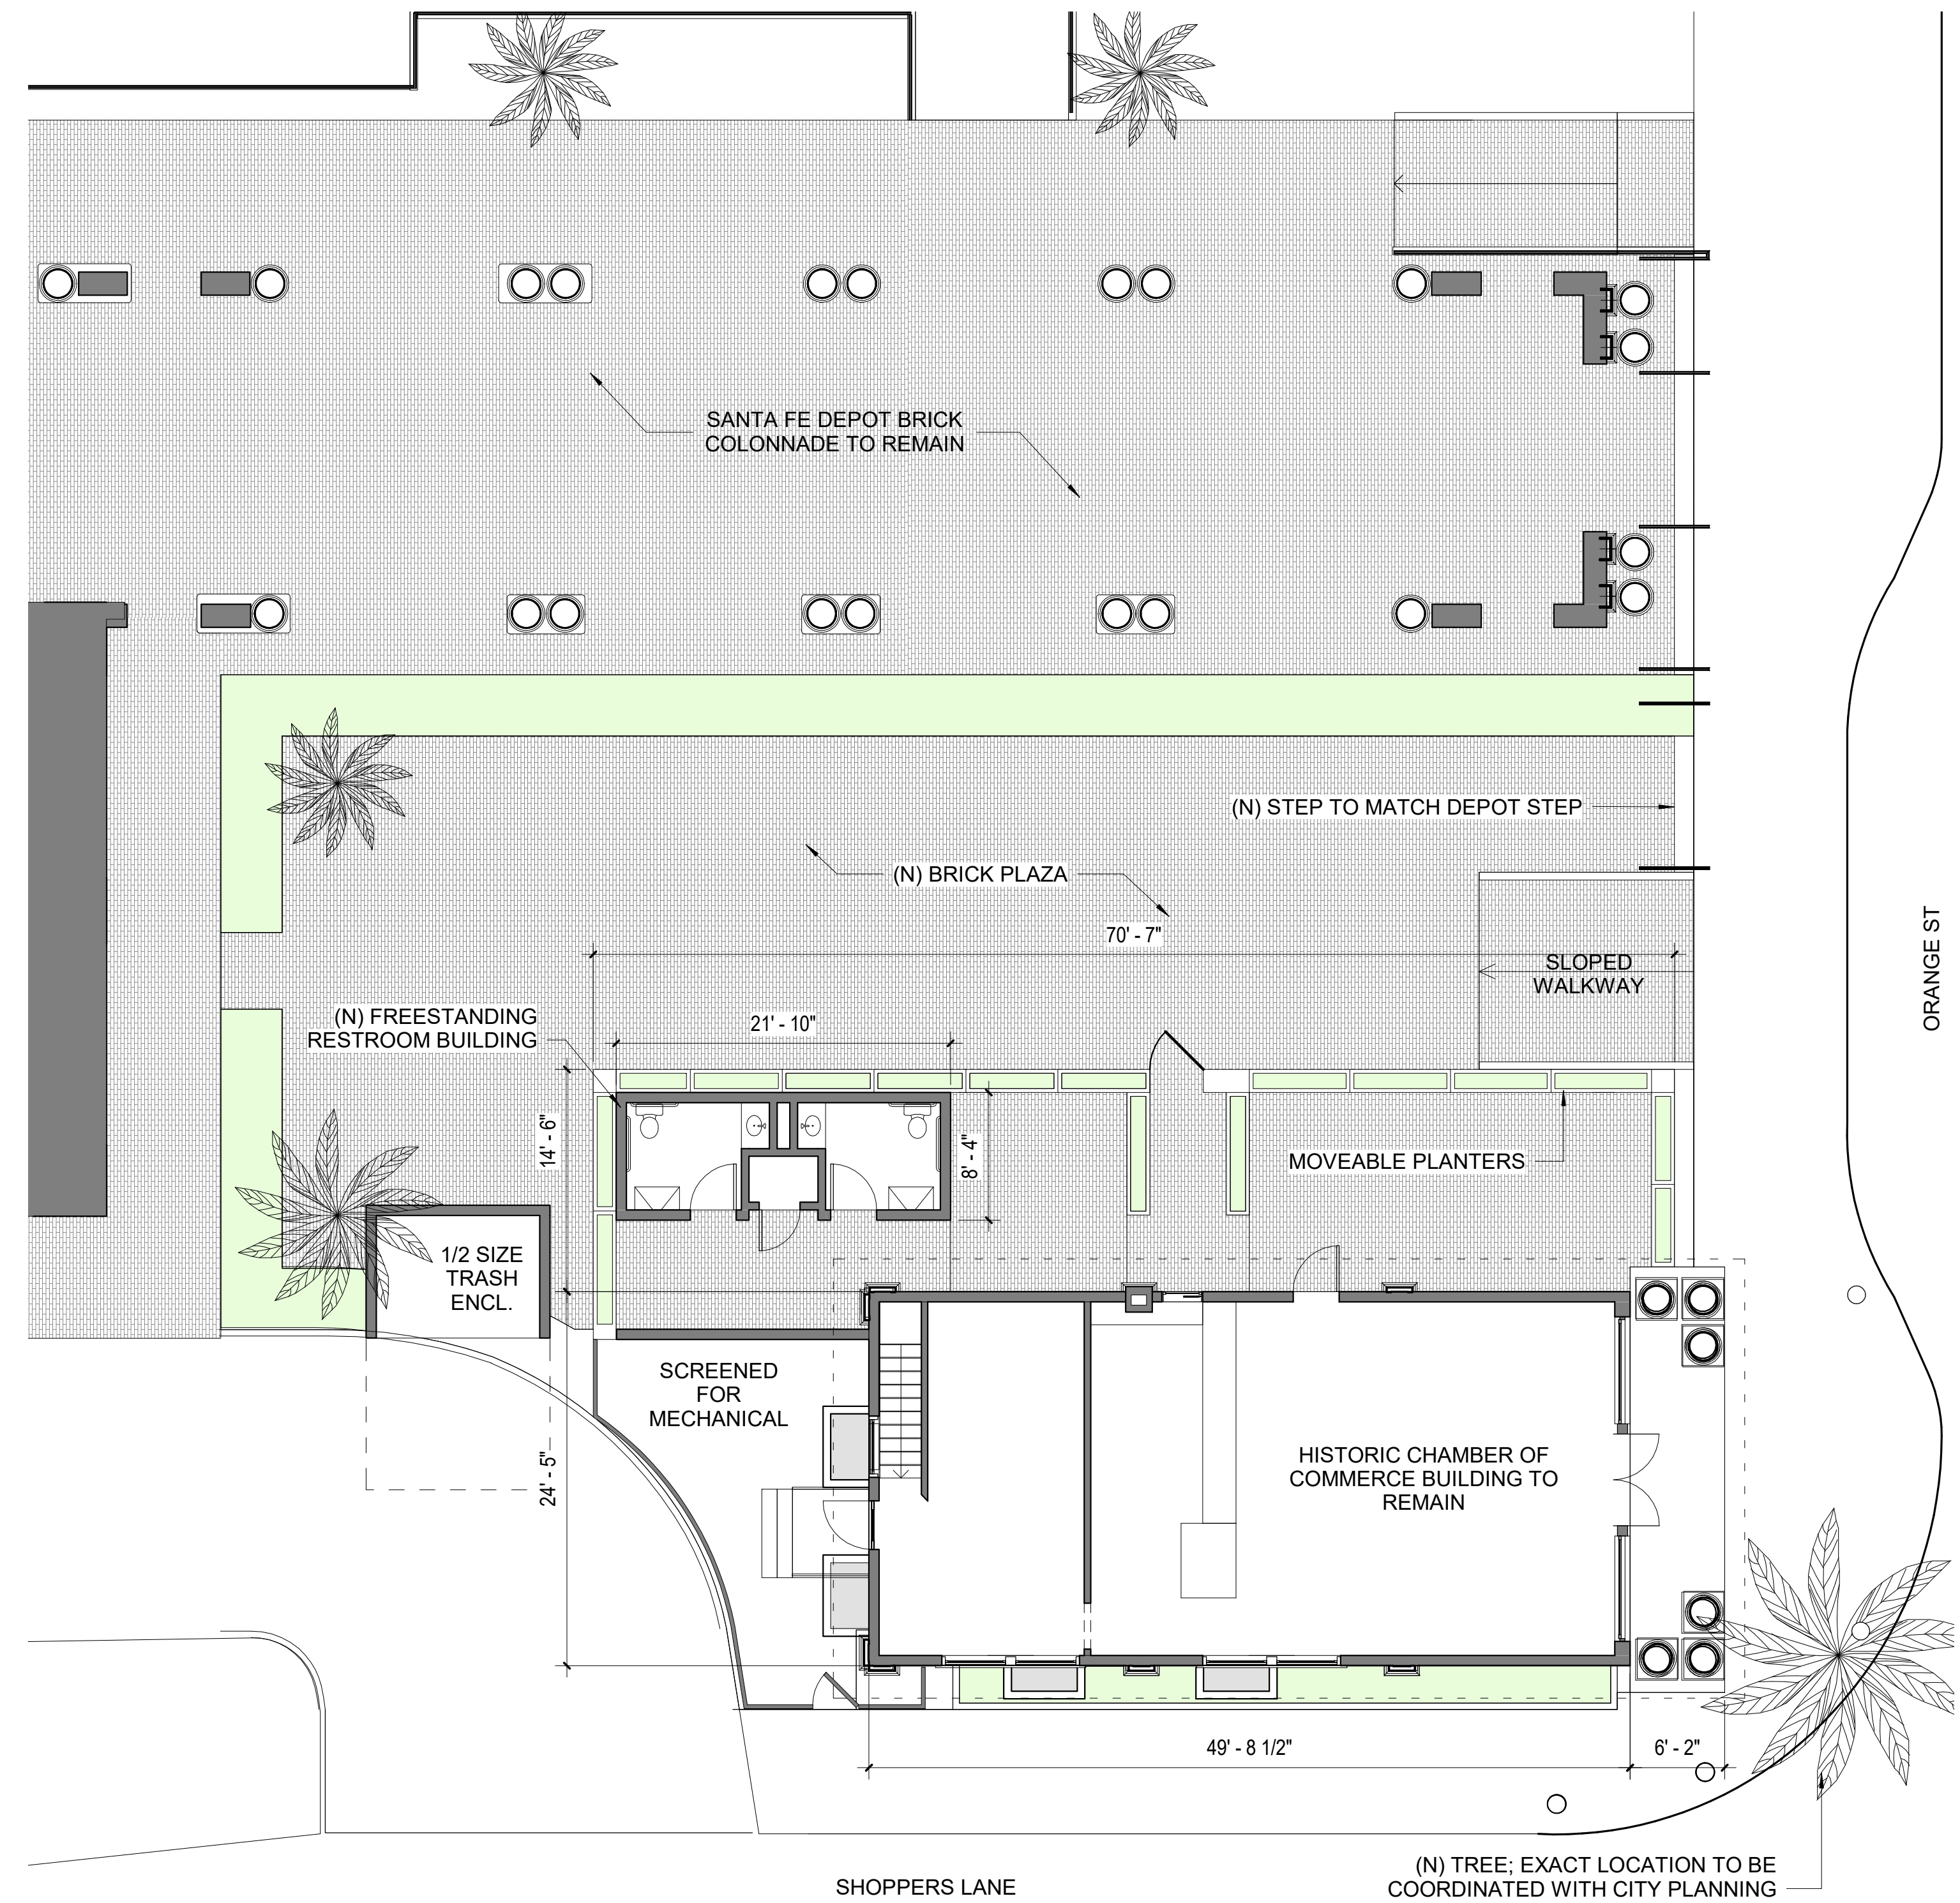 SANTA FE DEPOT BRICK
COLONNADE TO REMAIN
(N) STEP TO MATCH DEPOT STEP
(N) BRICK PLAZA
70' - 7"
ORANGE ST
SLOPED
WALKWAY
(N) FREESTANDING
RESTROOM BUILDING
21' - 10"
14' - 6"
8' - 4"
MOVEABLE PLANTERS
1/2 SIZE
TRASH
ENCL.
SCREENED
FOR
MECHANICAL
24' - 5"
HISTORIC CHAMBER OF
COMMERCE BUILDING TO
REMAIN
49' - 8 1/2"
6' - 2"
(N) TREE; EXACT LOCATION TO BE
COORDINATED WITH CITY PLANNING
SHOPPERS LANE